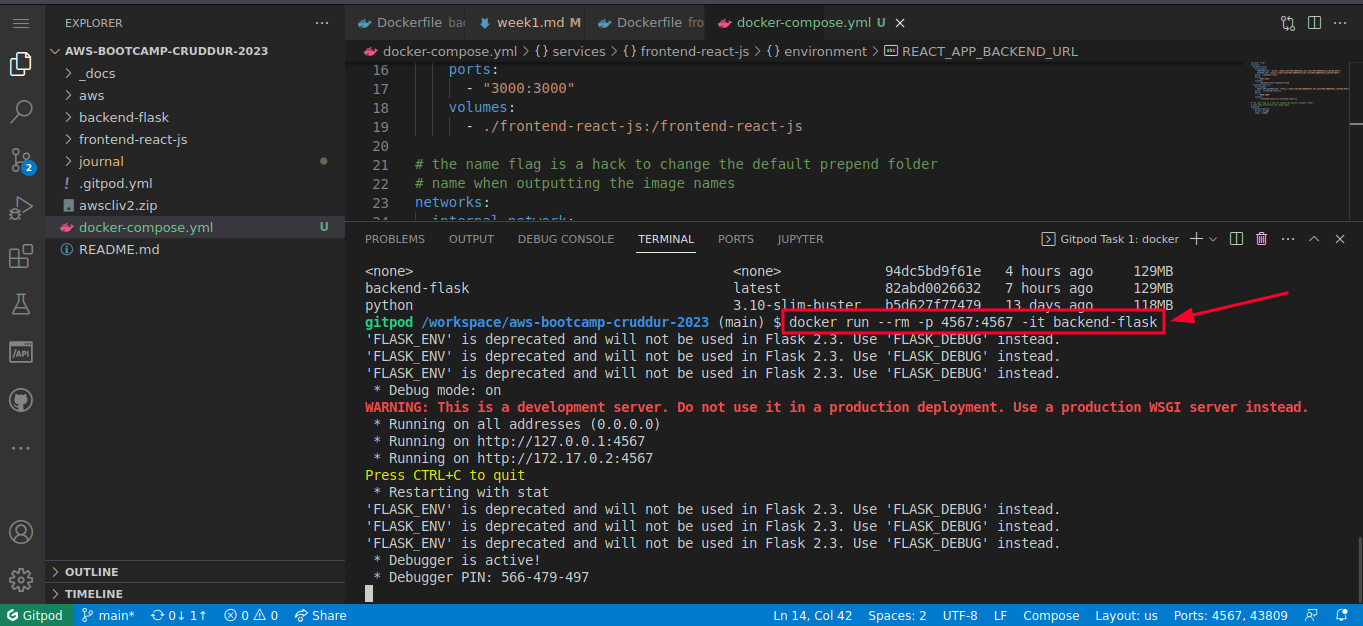 EXPLORER
AWS-BOOTCAMP-CRUDDUR-2023
_docs
aws
backend-flask
frontend-react-js
journal
.gitpod.yml
awscliv2.zip
docker-compose.yml U
README.md
OUTLINE
TIMELINE
2
/API
Dockerfile week1.md M Dockerfile fro docker-compose.yml U
docker-compose.yml > {} services > {} frontend-react-js > {} environment > abc REACT_APP_BACKEND_URL
16 ports:
17 - "3000:3000"
18 volumes:
19 - ./frontend-react-js:/frontend-react-js
20
21 # the name flag is a hack to change the default prepend folder
22 # name when outputting the image names
23 networks:
24 internal-network:
PROBLEMS OUTPUT DEBUG CONSOLE TERMINAL PORTS JUPYTER Gitpod Task 1: docker
<none> <none> 94dc5bd9f61e 4 hours ago 129MB
backend-flask latest 82abd0026632 7 hours ago 129MB
python 3.10-slim-buster b5d627f77479 13 days ago 118MB
gitpod /workspace/aws-bootcamp-cruddur-2023 (main) $ docker run --rm -p 4567:4567 -it backend-flask
'FLASK_ENV' is deprecated and will not be used in Flask 2.3. Use 'FLASK_DEBUG' instead.
'FLASK_ENV' is deprecated and will not be used in Flask 2.3. Use 'FLASK_DEBUG' instead.
'FLASK_ENV' is deprecated and will not be used in Flask 2.3. Use 'FLASK_DEBUG' instead.
* Debug mode: on
WARNING: This is a development server. Do not use it in a production deployment. Use a production WSGI server instead.
* Running on all addresses (0.0.0.0)
* Running on http://127.0.0.1:4567
* Running on http://172.17.0.2:4567
Press CTRL+C to quit
* Restarting with stat
'FLASK_ENV' is deprecated and will not be used in Flask 2.3. Use 'FLASK_DEBUG' instead.
'FLASK_ENV' is deprecated and will not be used in Flask 2.3. Use 'FLASK_DEBUG' instead.
'FLASK_ENV' is deprecated and will not be used in Flask 2.3. Use 'FLASK_DEBUG' instead.
* Debugger is active!
* Debugger PIN: 566-479-497
Gitpod main* 0↓ 1↑ 0 0 Share Ln 14, Col 42 Spaces: 2 UTF-8 LF Compose Layout: us Ports: 4567, 43809